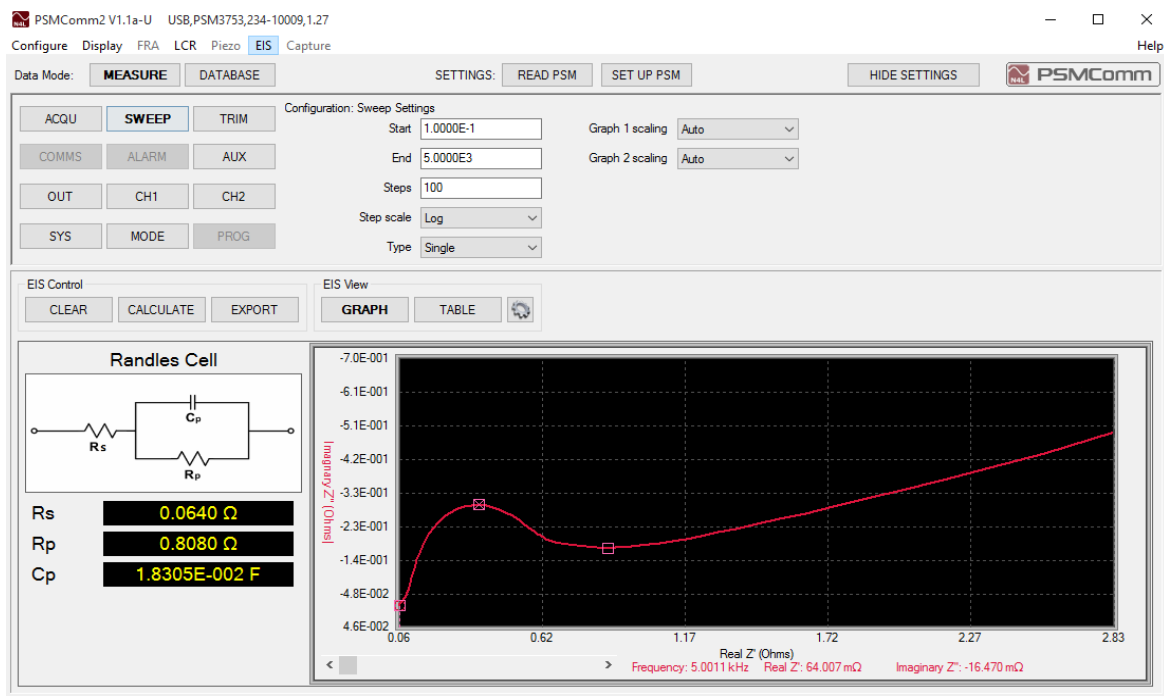 PSMComm2 V1.1a-U USB,PSM3753,234-10009,1.27
Configure Display FRA LCR Piezo EIS Capture Help
Data Mode: MEASURE DATABASE SETTINGS: READ PSM SET UP PSM HIDE SETTINGS N4L PSMComm
ACQU SWEEP TRIM
COMMS ALARM AUX
OUT CH1 CH2
SYS MODE PROG
Configuration: Sweep Settings
Start 1.0000E-1 Graph 1 scaling Auto
End 5.0000E3 Graph 2 scaling Auto
Steps 100
Step scale Log
Type Single
EIS Control
CLEAR CALCULATE EXPORT
EIS View
GRAPH TABLE
Randles Cell
Cp
Rs
Rp
Rs 0.0640 Ω
Rp 0.8080 Ω
Cp 1.8305E-002 F
-7.0E-001
-6.1E-001
-5.1E-001
-4.2E-001
-3.3E-001
-2.3E-001
-1.4E-001
-4.8E-002
4.6E-002
Imagnary Z'' (Ohms)
0.06 0.62 1.17 1.72 2.27 2.83
Real Z' (Ohms)
Frequency: 5.0011 kHz Real Z': 64.007 mΩ Imaginary Z'': -16.470 mΩ